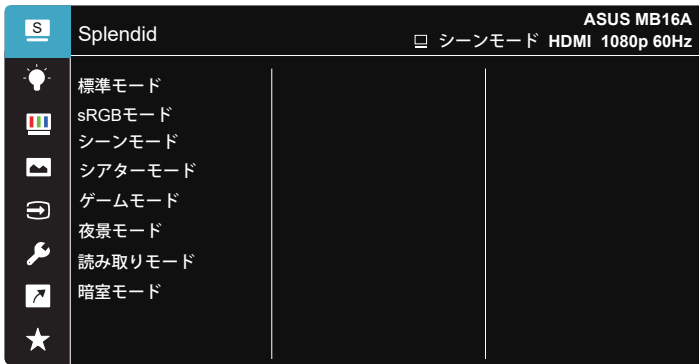 S
Splendid
ASUS MB16A
シーンモード HDMI 1080p 60Hz
標準モード
sRGBモード
シーンモード
シアターモード
ゲームモード
夜景モード
読み取りモード
暗室モード